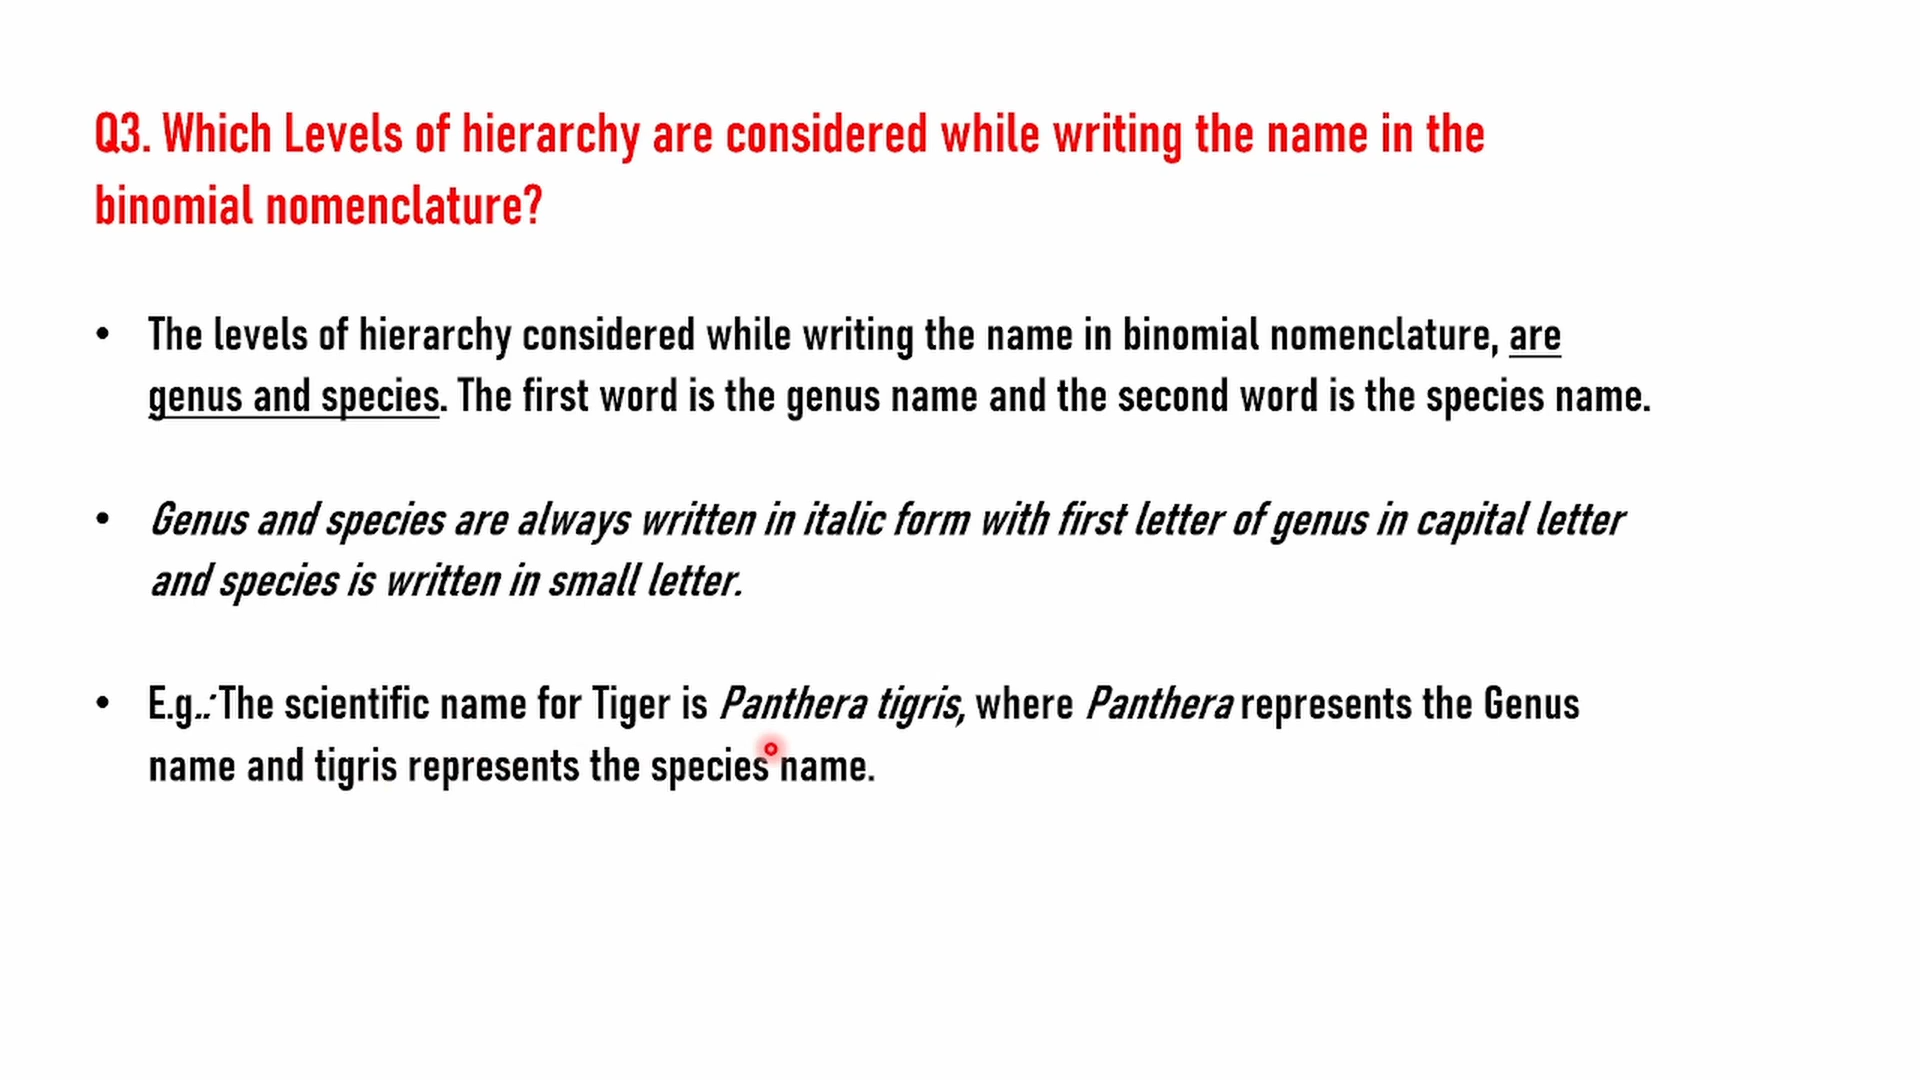 Q3. Which Levels of hierarchy are considered while writing the name in the
binomial nomenclature?
• The levels of hierarchy considered while writing the name in binomial nomenclature, are
genus and species. The first word is the genus name and the second word is the species name.
• Genus and species are always written in italic form with first letter of genus in capital letter
and species is written in small letter.
• E.g..: The scientific name for Tiger is Panthera tigris, where Panthera represents the Genus
name and tigris represents the species name.